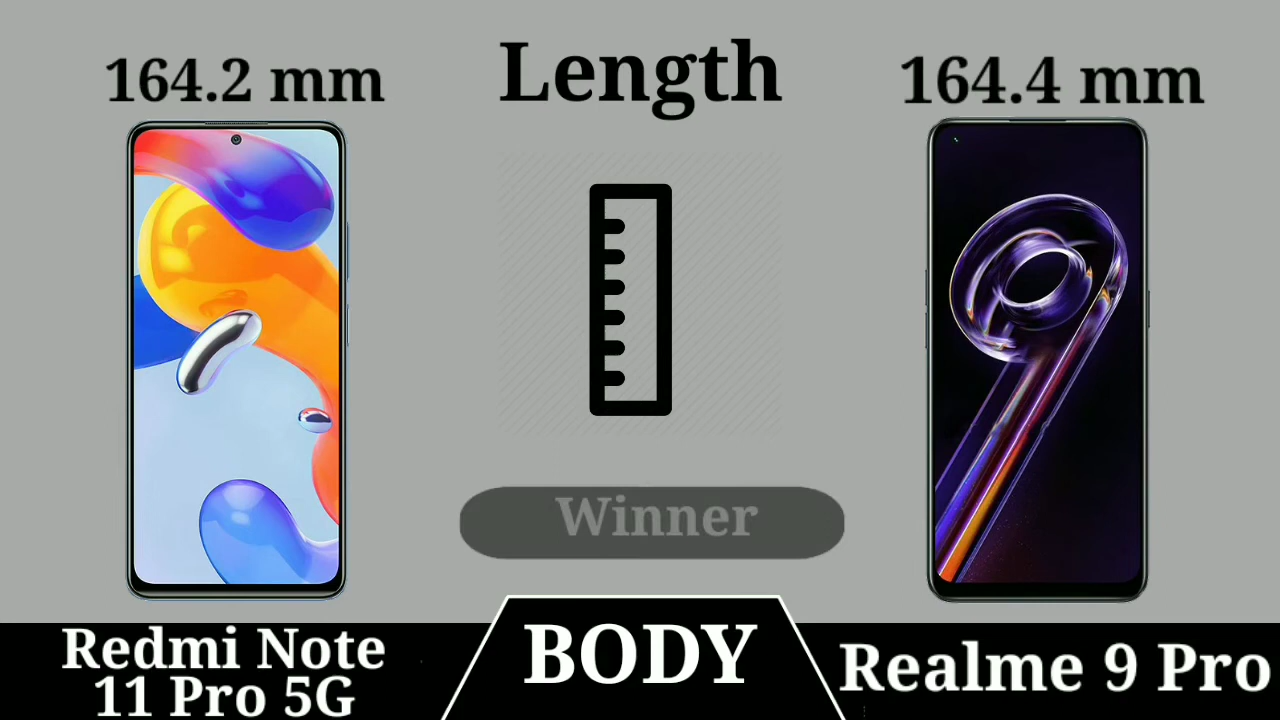 Length
164.2 mm
164.4 mm
Winner
Redmi Note
11 Pro 5G
BODY
Realme 9 Pro